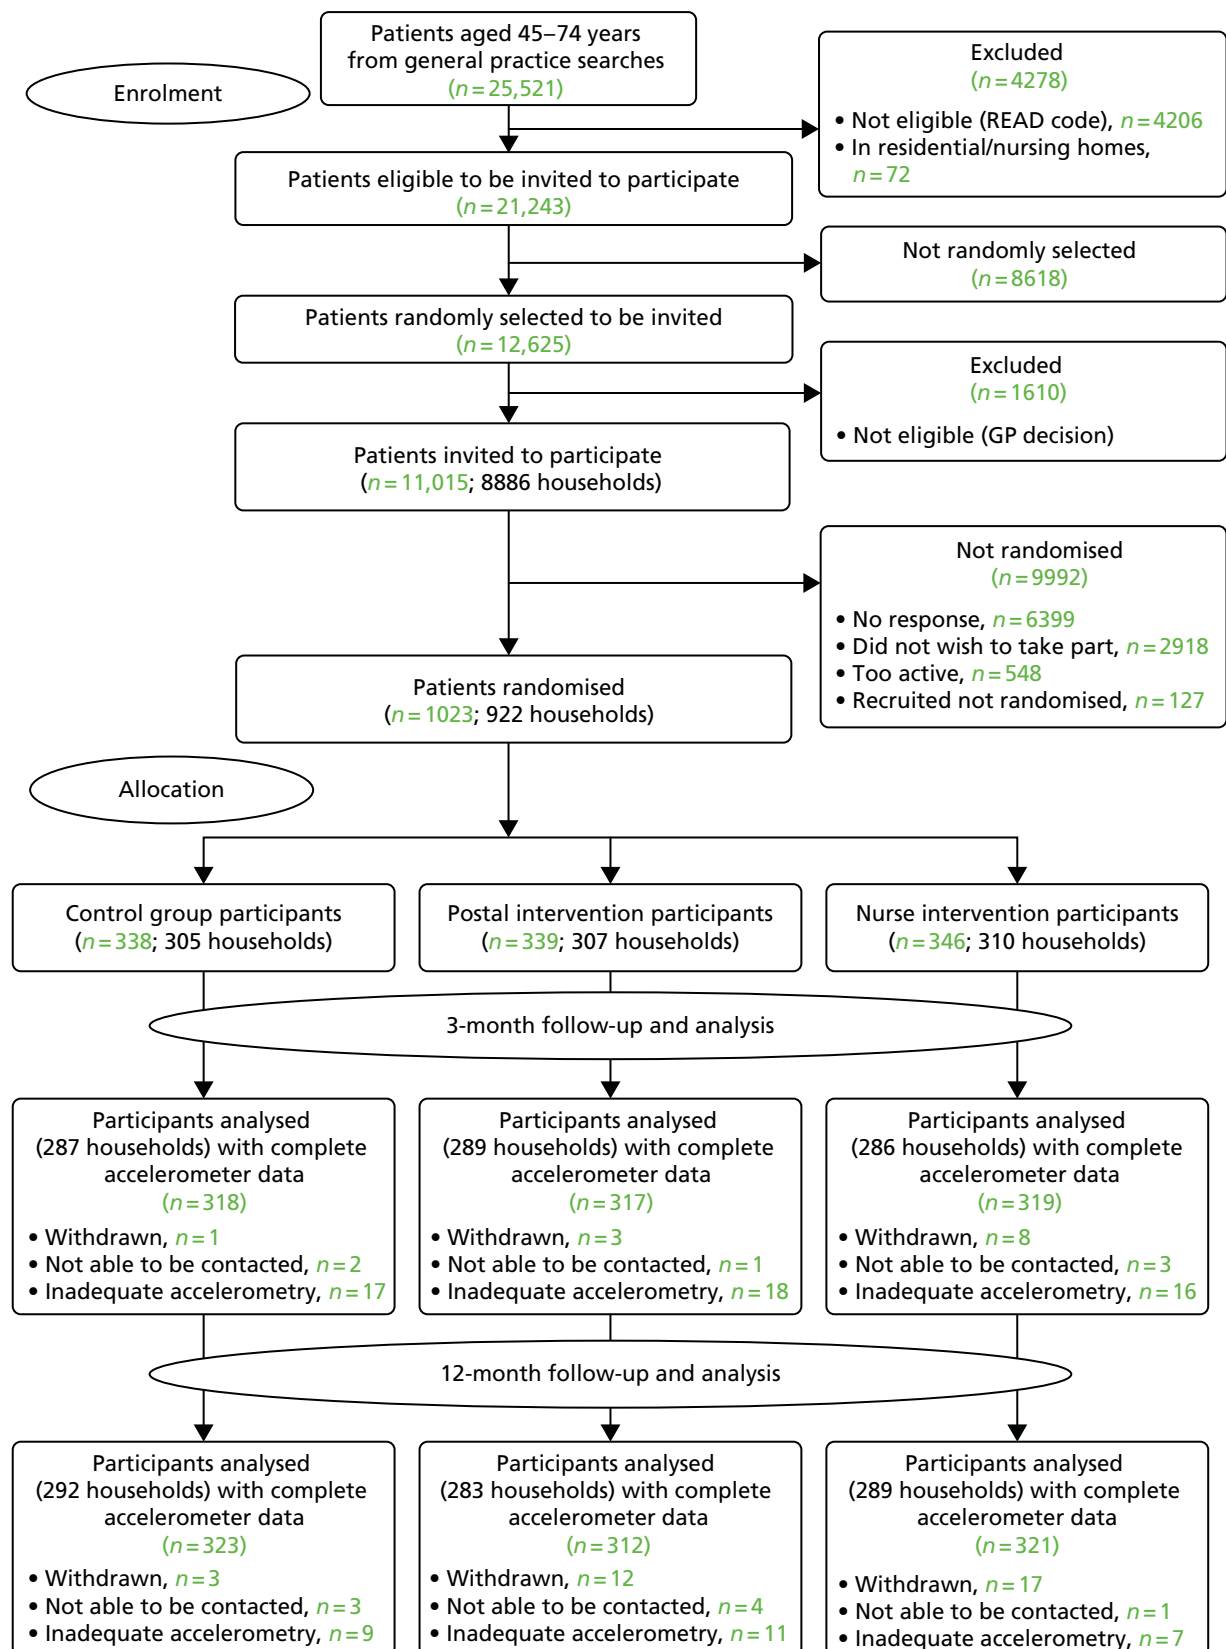 Patients aged 45–74 years
from general practice searches
(n=25,521)
Enrolment
Excluded
(n=4278)
• Not eligible (READ code), n=4206
• In residential/nursing homes,
n=72
Patients eligible to be invited to participate
(n=21,243)
Not randomly selected
(n=8618)
Patients randomly selected to be invited
(n=12,625)
Excluded
(n=1610)
• Not eligible (GP decision)
Patients invited to participate
(n=11,015; 8886 households)
Not randomised
(n=9992)
• No response, n=6399
• Did not wish to take part, n=2918
• Too active, n=548
• Recruited not randomised, n=127
Patients randomised
(n=1023; 922 households)
Allocation
Control group participants
(n=338; 305 households)
Postal intervention participants
(n=339; 307 households)
Nurse intervention participants
(n=346; 310 households)
3-month follow-up and analysis
Participants analysed
(287 households) with complete
accelerometer data
(n=318)
• Withdrawn, n=1
• Not able to be contacted, n=2
• Inadequate accelerometry, n=17
Participants analysed
(289 households) with complete
accelerometer data
(n=317)
• Withdrawn, n=3
• Not able to be contacted, n=1
• Inadequate accelerometry, n=18
Participants analysed
(286 households) with complete
accelerometer data
(n=319)
• Withdrawn, n=8
• Not able to be contacted, n=3
• Inadequate accelerometry, n=16
12-month follow-up and analysis
Participants analysed
(292 households) with complete
accelerometer data
(n=323)
• Withdrawn, n=3
• Not able to be contacted, n=3
• Inadequate accelerometry, n=9
Participants analysed
(283 households) with complete
accelerometer data
(n=312)
• Withdrawn, n=12
• Not able to be contacted, n=4
• Inadequate accelerometry, n=11
Participants analysed
(289 households) with complete
accelerometer data
(n=321)
• Withdrawn, n=17
• Not able to be contacted, n=1
• Inadequate accelerometry, n=7